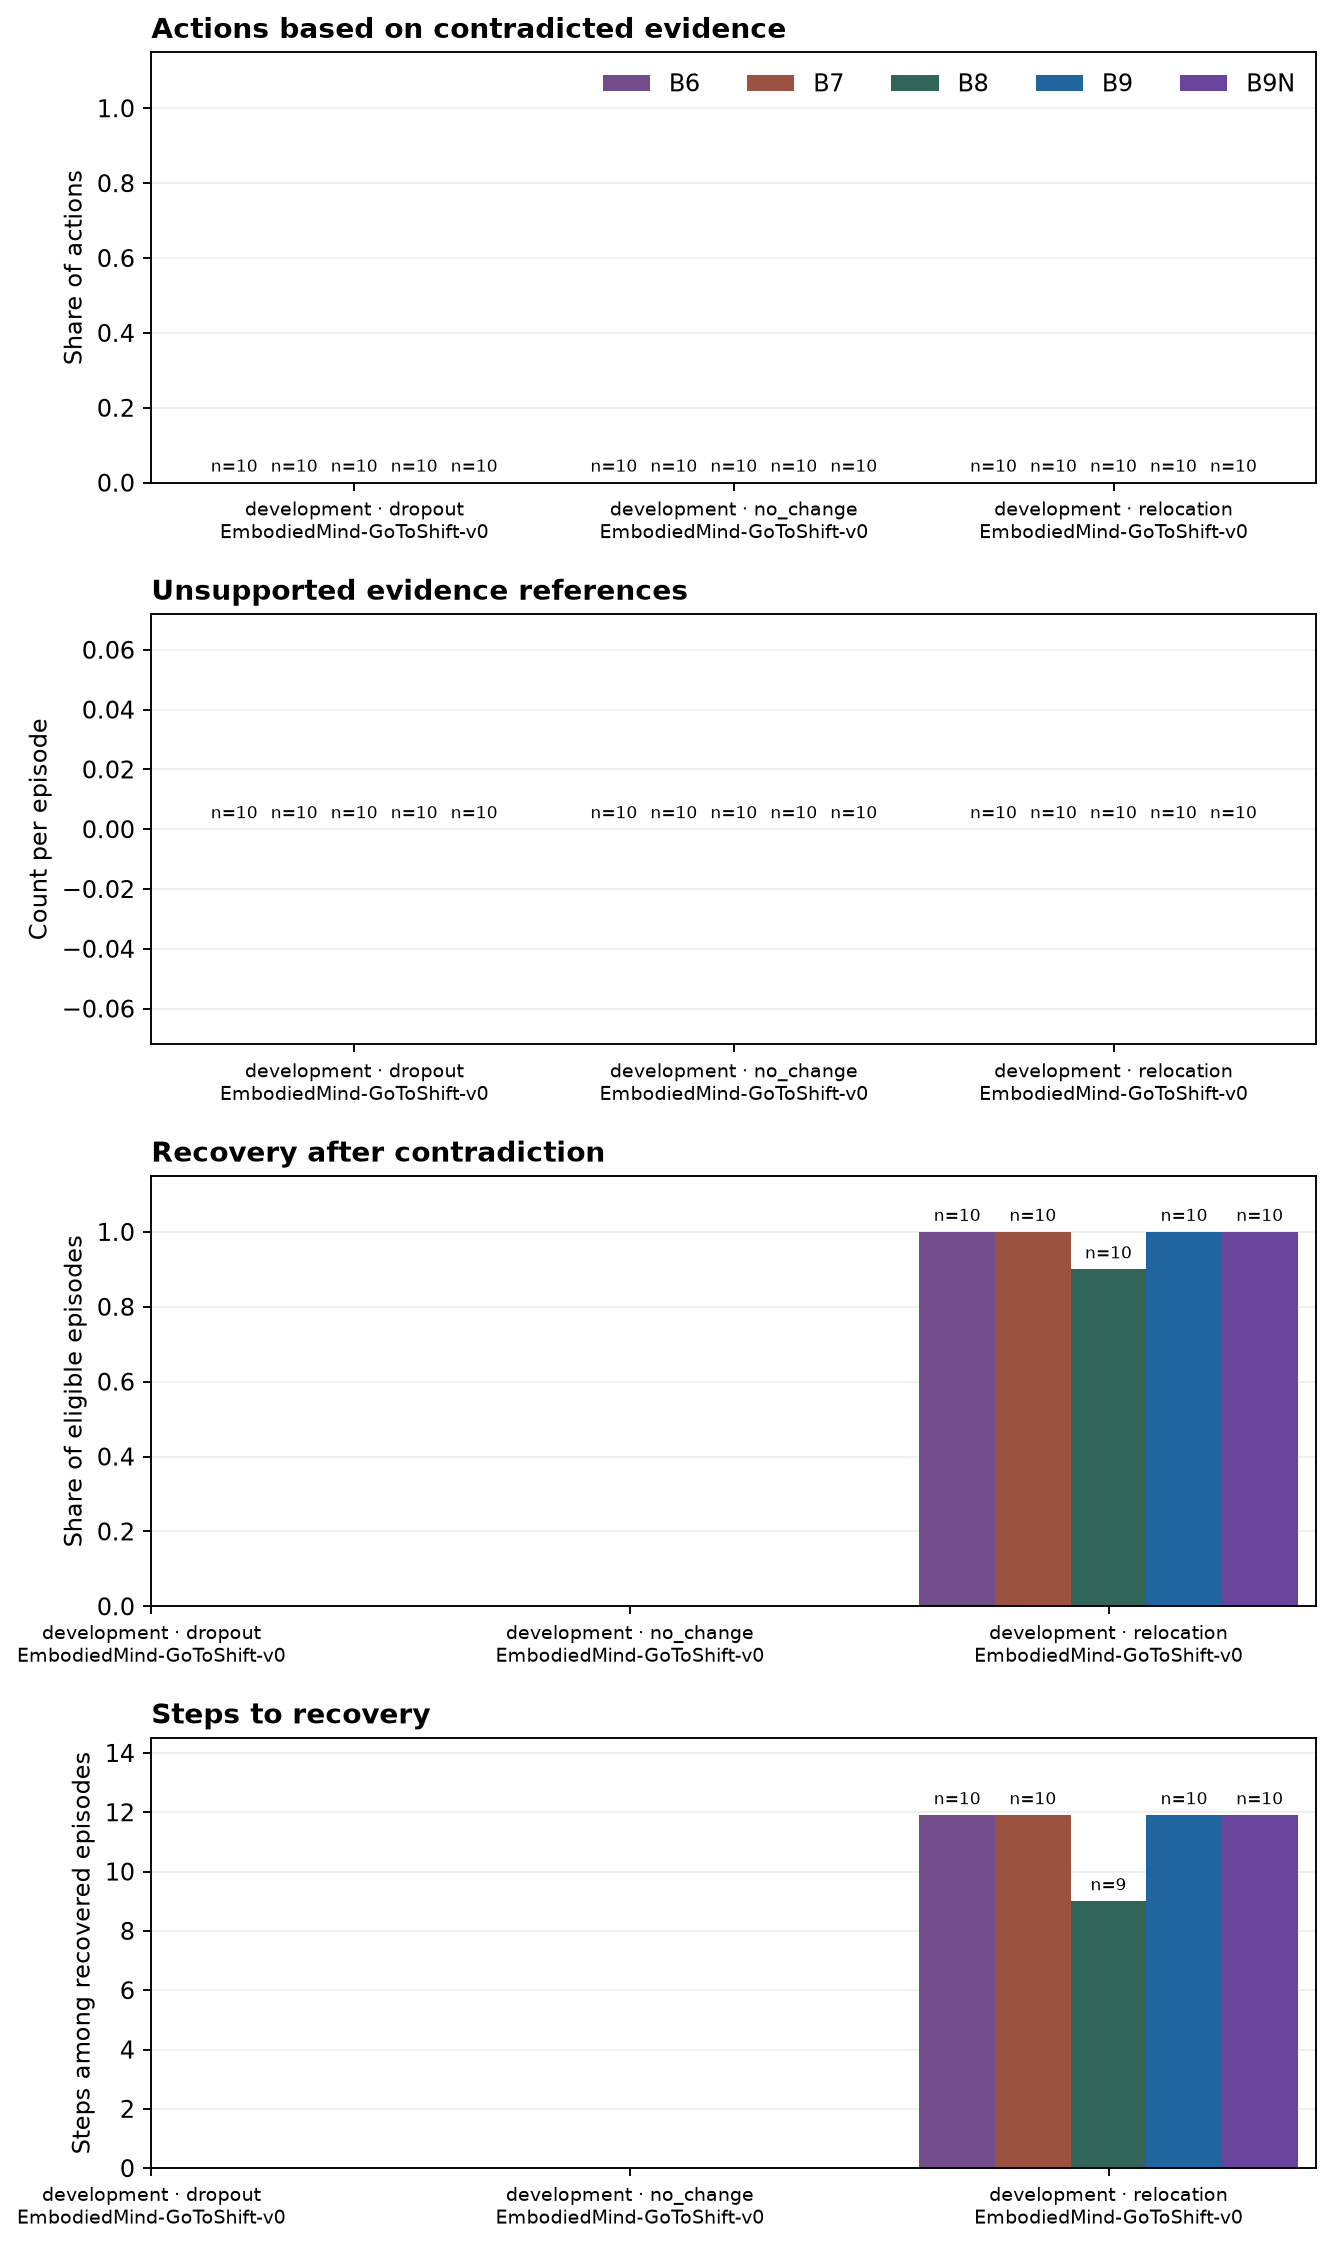 Actions based on contradicted evidence
B6 B7 B8 B9 B9N
Share of actions
1.0
0.8
0.6
0.4
0.2
0.0
n=10 n=10 n=10 n=10 n=10 n=10 n=10 n=10 n=10 n=10 n=10 n=10 n=10 n=10 n=10
development · dropout development · no_change development · relocation
EmbodiedMind-GoToShift-v0 EmbodiedMind-GoToShift-v0 EmbodiedMind-GoToShift-v0
Unsupported evidence references
Count per episode
0.06
0.04
0.02
n=10 n=10 n=10 n=10 n=10 n=10 n=10 n=10 n=10 n=10 n=10 n=10 n=10 n=10 n=10
0.00
−0.02
−0.04
−0.06
development · dropout development · no_change development · relocation
EmbodiedMind-GoToShift-v0 EmbodiedMind-GoToShift-v0 EmbodiedMind-GoToShift-v0
Recovery after contradiction
Share of eligible episodes
n=10 n=10 n=10 n=10
1.0
n=10
0.8
0.6
0.4
0.2
0.0
development · dropout development · no_change development · relocation
EmbodiedMind-GoToShift-v0 EmbodiedMind-GoToShift-v0 EmbodiedMind-GoToShift-v0
Steps to recovery
Steps among recovered episodes
14
n=10 n=10 n=10 n=10
12
10
n=9
8
6
4
2
0
development · dropout development · no_change development · relocation
EmbodiedMind-GoToShift-v0 EmbodiedMind-GoToShift-v0 EmbodiedMind-GoToShift-v0